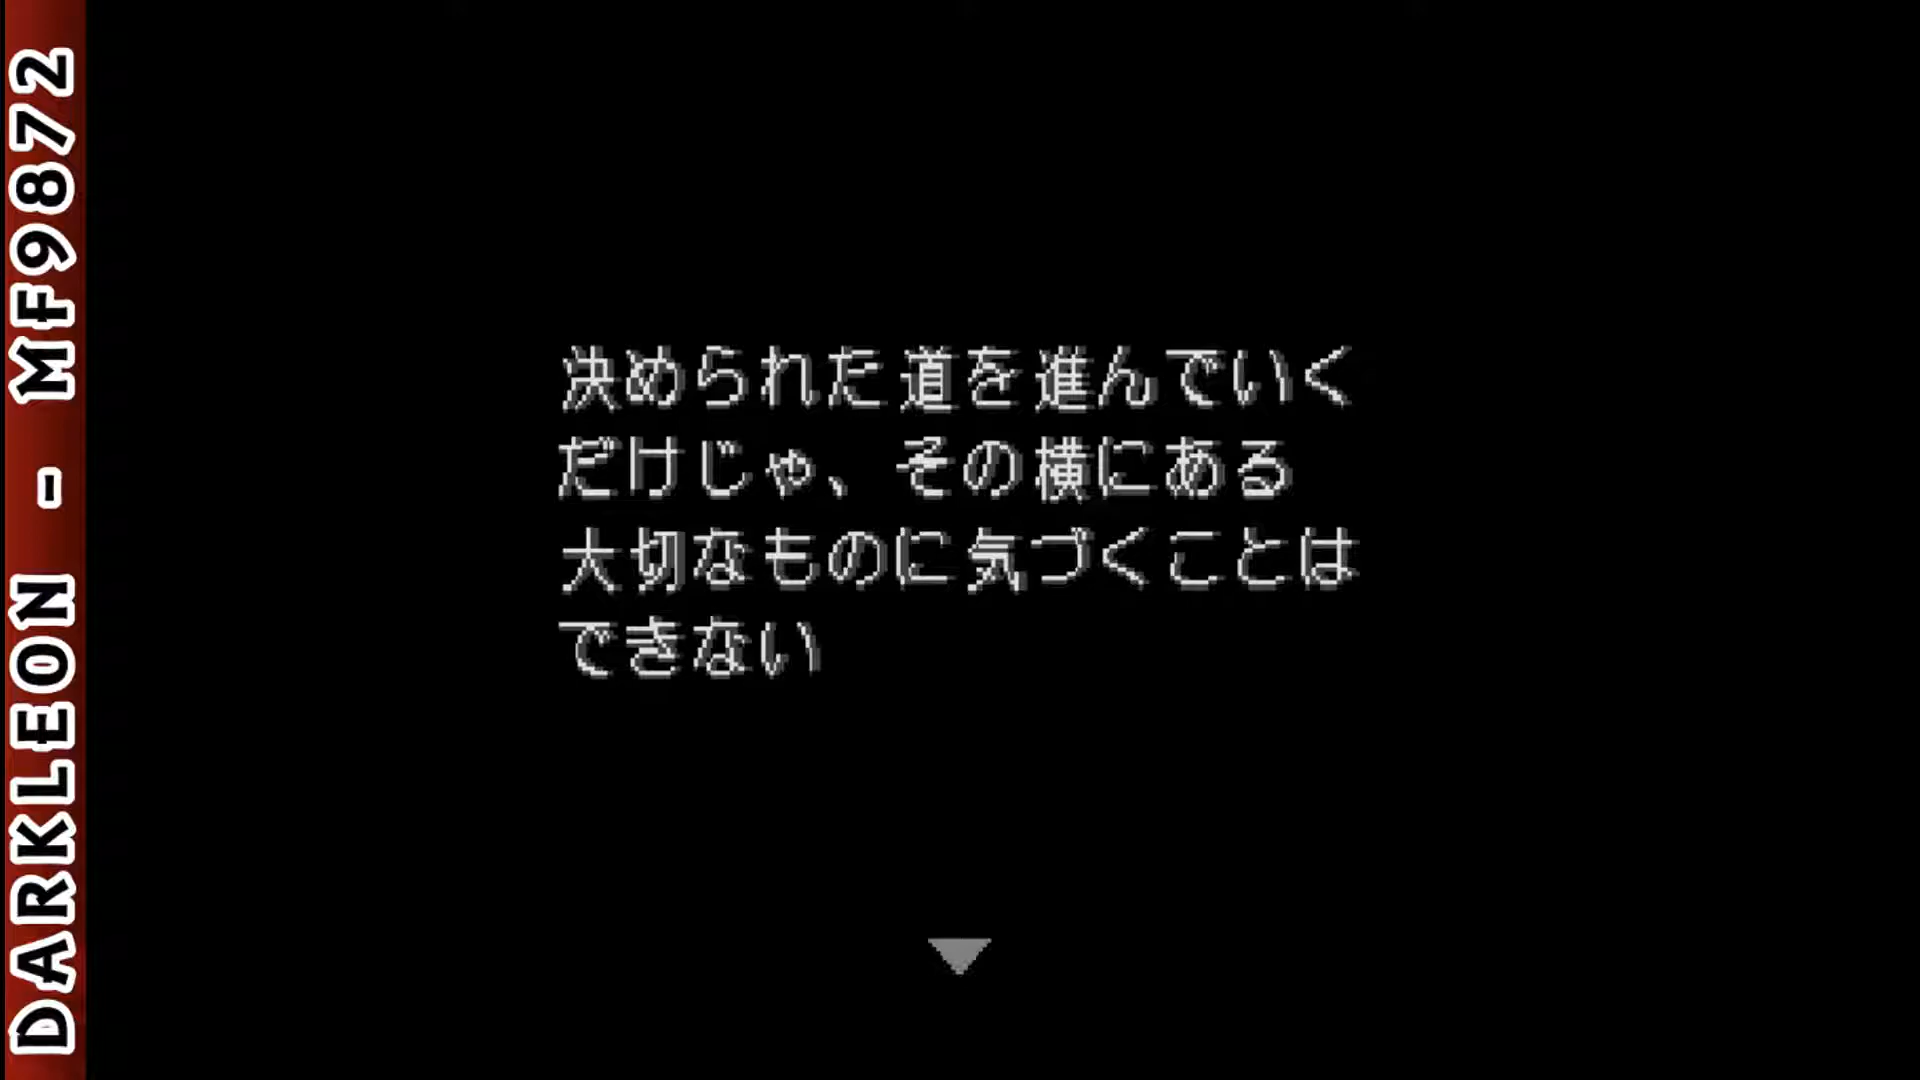 DARKLEON - MF9872
決められた道を進んでいく
だけじゃ、その横にある
大切なものに気づくことは
できない